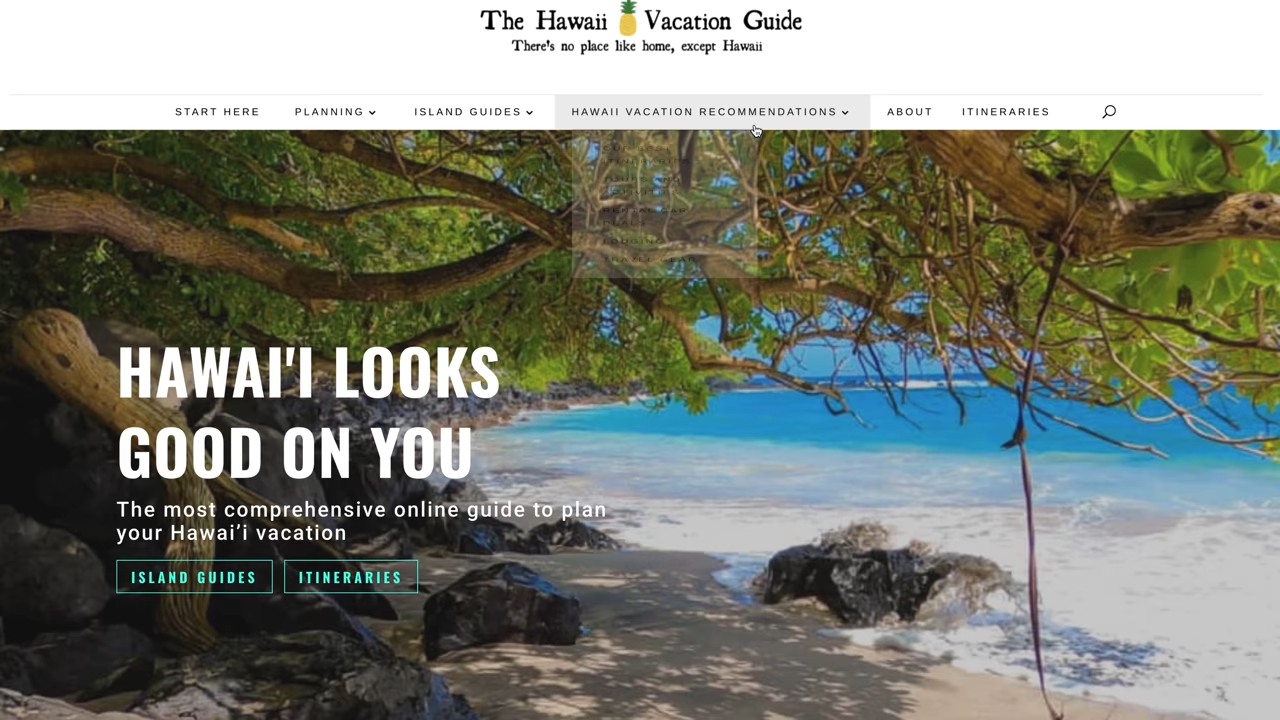 The Hawaii Vacation Guide
There's no place like home, except Hawaii
START HERE PLANNING ISLAND GUIDES HAWAII VACATION RECOMMENDATIONS ABOUT ITINERARIES
HAWAI'I LOOKS
GOOD ON YOU
The most comprehensive online guide to plan
your Hawai’i vacation
ISLAND GUIDES ITINERARIES